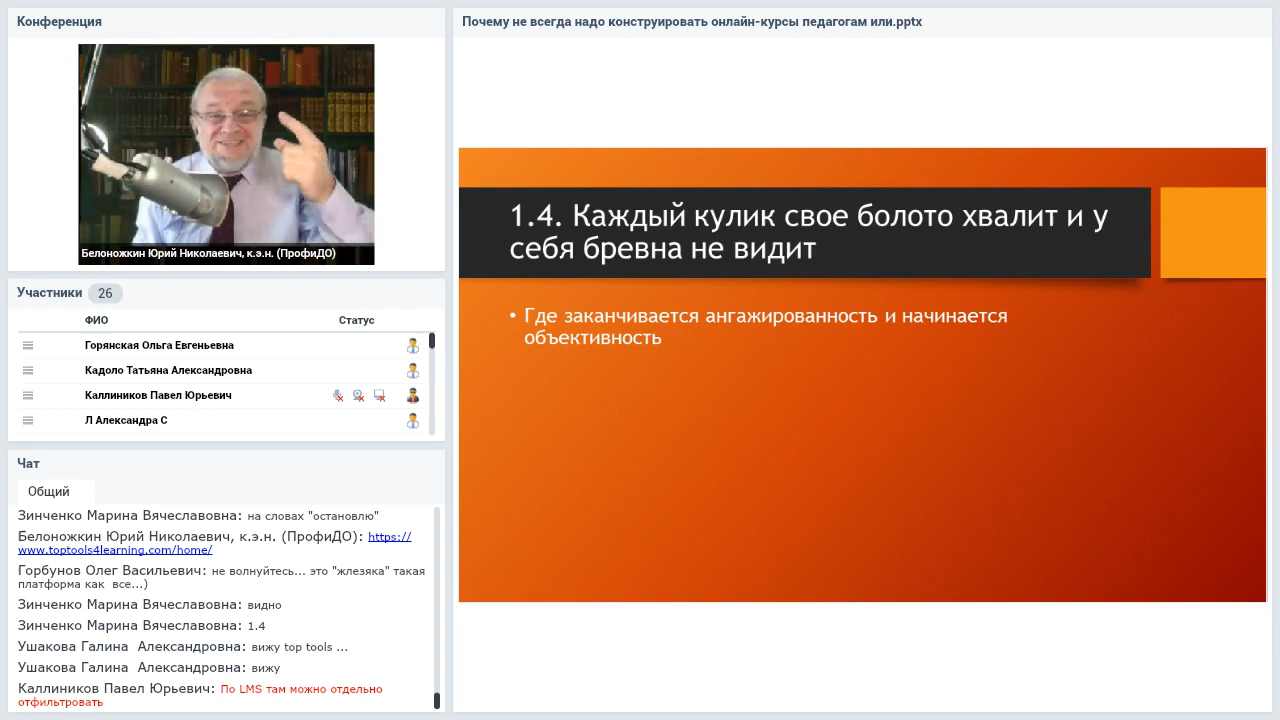 Конференция
Белоножкин Юрий Николаевич, к.э.н. (ПрофиДО)
Участники 26
ФИО Статус
Горянская Ольга Евгеньевна
Кадоло Татьяна Александровна
Каллиников Павел Юрьевич
Л Александра С
Чат
Общий
Зинченко Марина Вячеславовна: на словах "остановлю"
Белоножкин Юрий Николаевич, к.э.н. (ПрофиДО): https://
www.toptools4learning.com/home/
Горбунов Олег Васильевич: не волнуйтесь... это "жлезяка" такая
платформа как все...)
Зинченко Марина Вячеславовна: видно
Зинченко Марина Вячеславовна: 1.4
Ушакова Галина Александровна: вижу top tools ...
Ушакова Галина Александровна: вижу
Каллиников Павел Юрьевич: По LMS там можно отдельно
отфильтровать
Почему не всегда надо конструировать онлайн-курсы педагогам или.pptx
1.4. Каждый кулик свое болото хвалит и у
себя бревна не видит
• Где заканчивается ангажированность и начинается
объективность